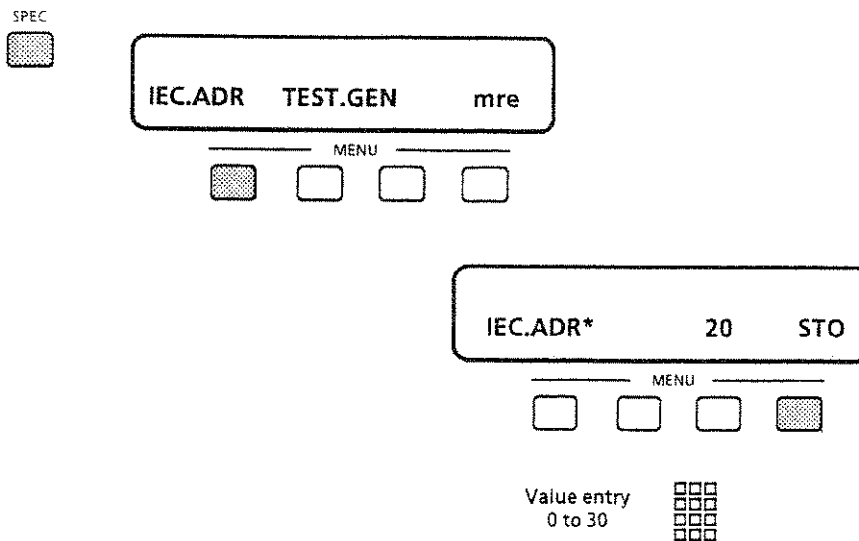 SPEC
IEC.ADR TEST.GEN mre
MENU
IEC.ADR* 20 STO
MENU
Value entry
0 to 30